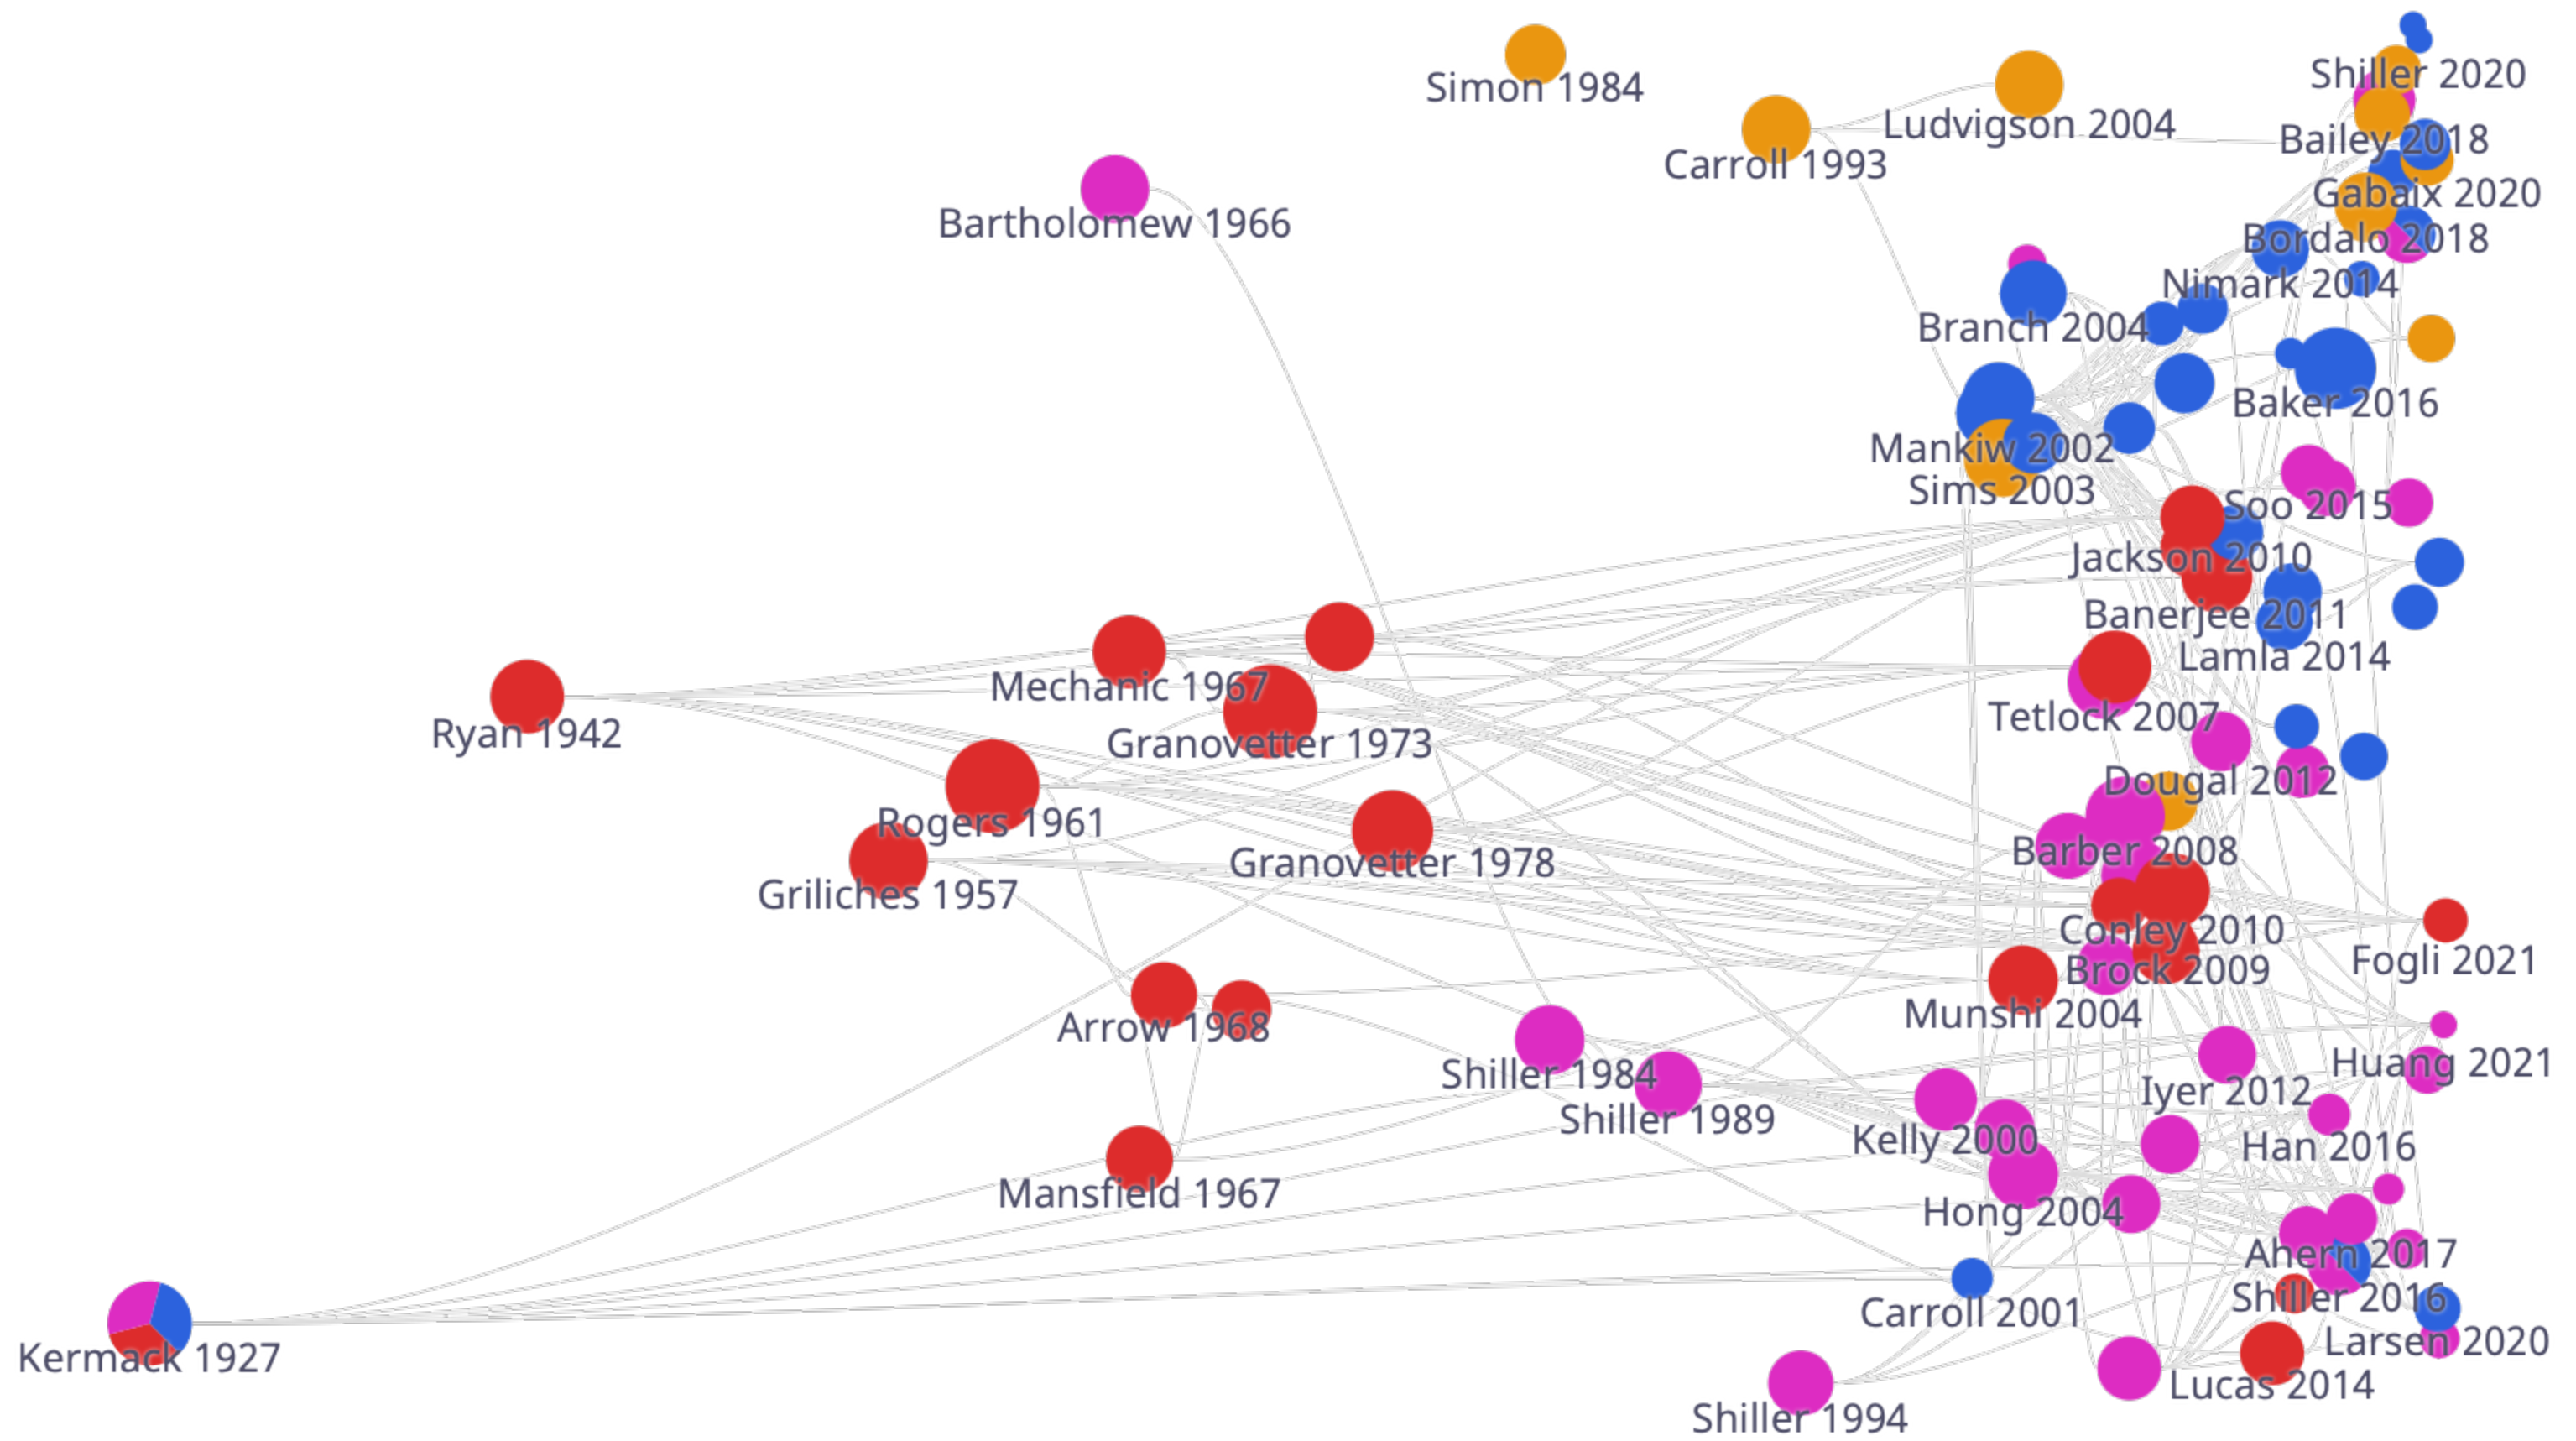 Shiller 2020
Simon 1984
Ludvigson 2004
Bailey 2018
Carroll 1993
Gabaix 2020
Bartholomew 1966
Bordalo 2018
Nimark 2014
Branch 2004
Baker 2016
Mankiw 2002
Sims 2003
Soo 2015
Jackson 2010
Banerjee 2011
Lamla 2014
Mechanic 1967
Tetlock 2007
Ryan 1942
Granovetter 1973
Dougal 2012
Rogers 1961
Barber 2008
Granovetter 1978
Griliches 1957
Conley 2010
Fogli 2021
Brock 2009
Munshi 2004
Arrow 1968
Huang 2021
Shiller 1984
Iyer 2012
Shiller 1989
Kelly 2000
Han 2016
Mansfield 1967
Hong 2004
Ahern 2017
Shiller 2016
Carroll 2001
Larsen 2020
Kermack 1927
Lucas 2014
Shiller 1994